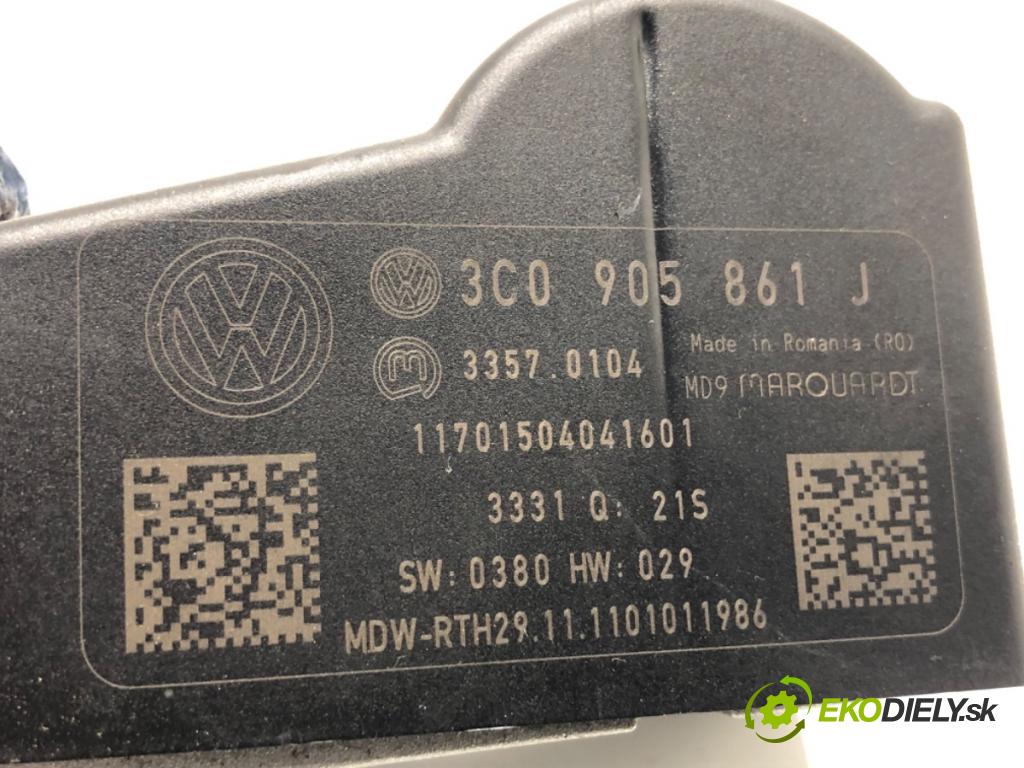 3C0 905 861 J
3357.0104
Made in Romania (RO)
MD9 MARQUARDT
11701504041601
3331 Q: 21S
SW: 0380 HW: 029
MDW-RTH29.11.1101011986
EKODIELY.sk